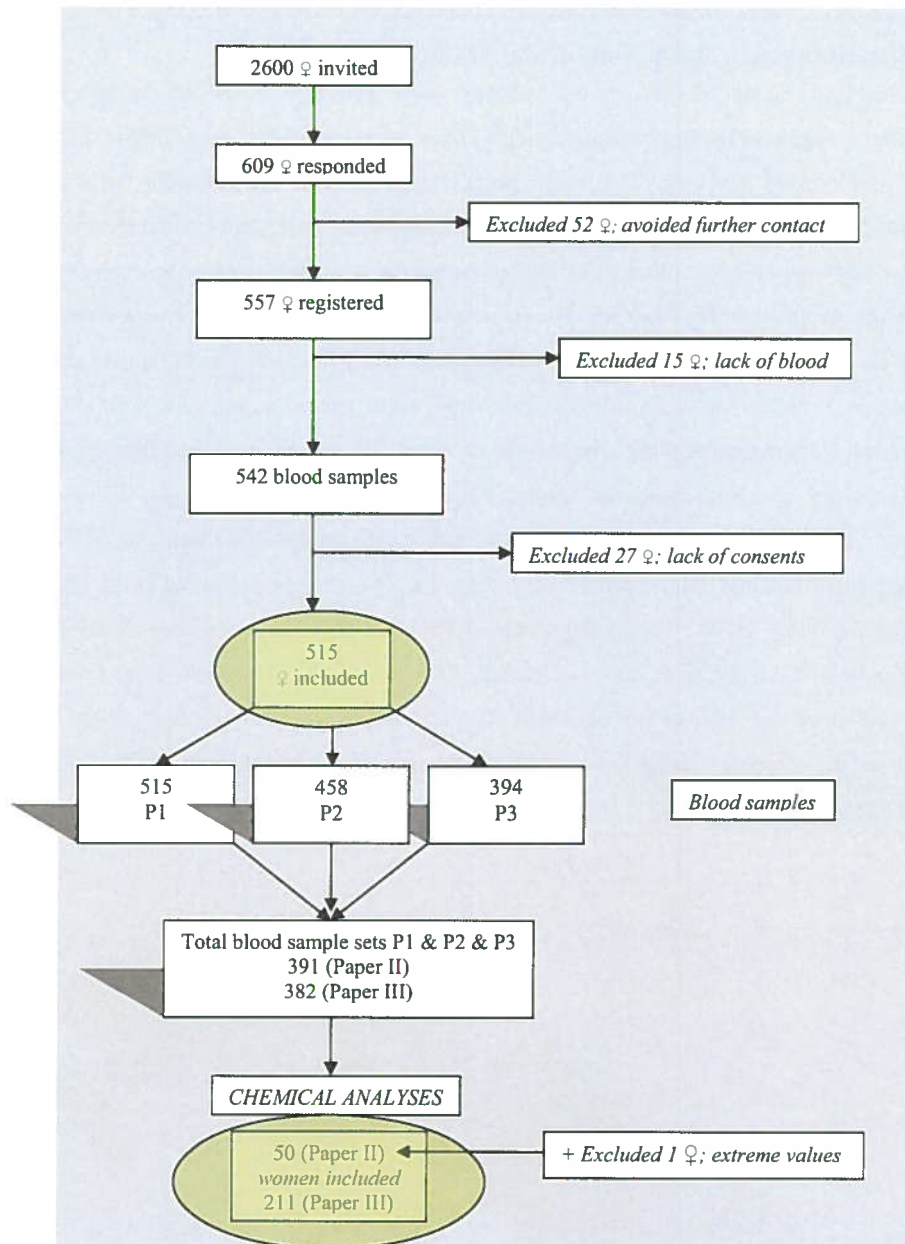 2600 ♀ invited
609 ♀ responded
Excluded 52 ♀; avoided further contact
557 ♀ registered
Excluded 15 ♀; lack of blood
542 blood samples
Excluded 27 ♀; lack of consents
515
♀ included
515
P1
458
P2
394
P3
Blood samples
Total blood sample sets P1 & P2 & P3
391 (Paper II)
382 (Paper III)
CHEMICAL ANALYSES
50 (Paper II)
women included
211 (Paper III)
+ Excluded 1 ♀; extreme values